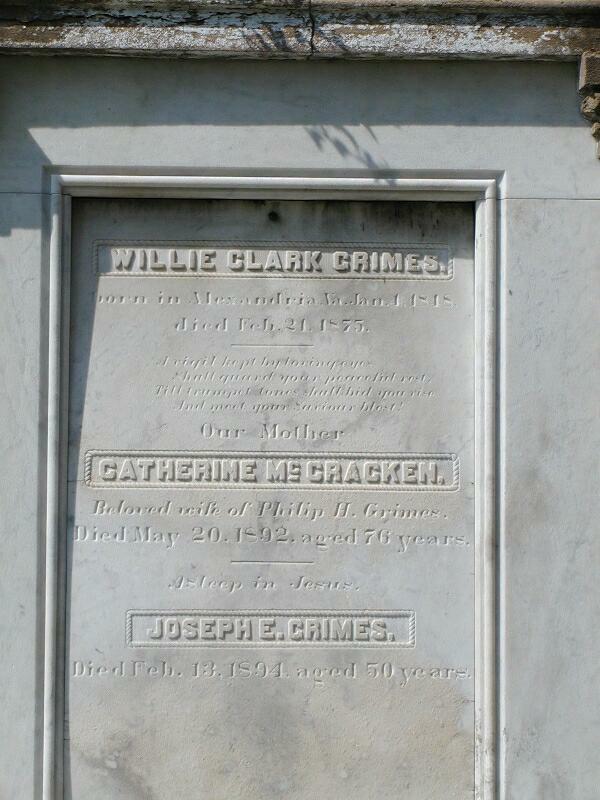 WILLIE CLARK GRIMES.
born in Alexandria, Va. Jan. 4, 1848.
died Feb. 21, 1875.
A vigil kept by loving eyes
Shall guard your peaceful rest,
Till trumpet tones shall bid you rise
And meet your saviour blest!
Our Mother
CATHERINE Mc CRACKEN.
Beloved wife of Philip H. Grimes.
Died May 20, 1892, aged 76 years.
Asleep in Jesus.
JOSEPH E. GRIMES.
Died Feb. 13, 1894, aged 50 years.